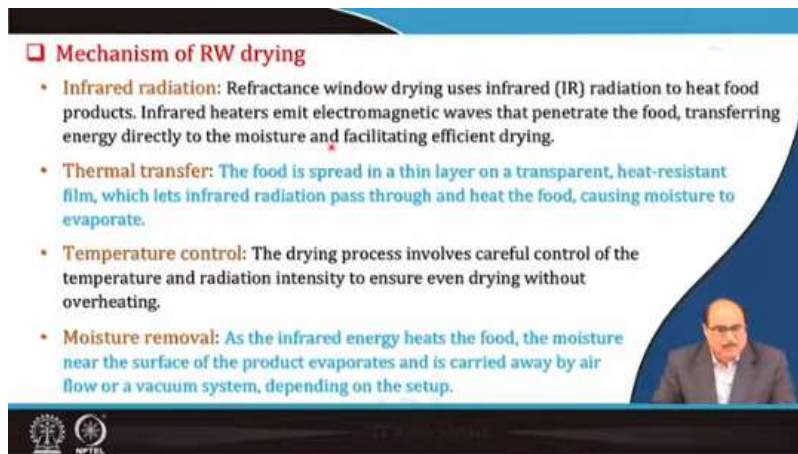 Mechanism of RW drying
• Infrared radiation: Refractance window drying uses infrared (IR) radiation to heat food
products. Infrared heaters emit electromagnetic waves that penetrate the food, transferring
energy directly to the moisture and facilitating efficient drying.
• Thermal transfer: The food is spread in a thin layer on a transparent, heat-resistant
film, which lets infrared radiation pass through and heat the food, causing moisture to
evaporate.
• Temperature control: The drying process involves careful control of the
temperature and radiation intensity to ensure even drying without
overheating.
• Moisture removal: As the infrared energy heats the food, the moisture
near the surface of the product evaporates and is carried away by air
flow or a vacuum system, depending on the setup.
NPTEL